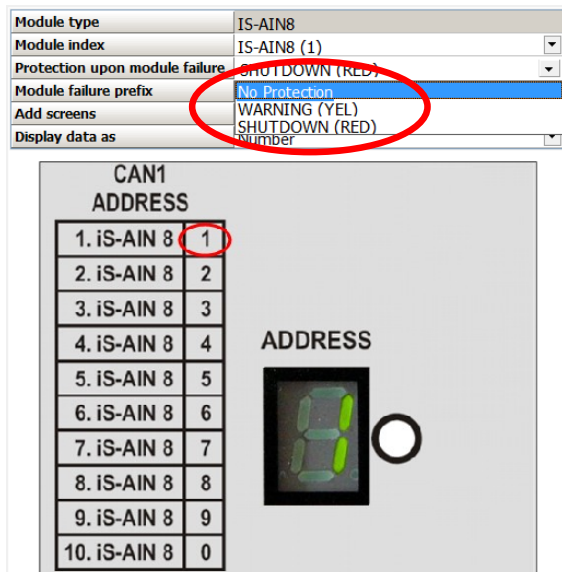 Module type IS-AIN8
Module index IS-AIN8 (1)
Protection upon module failure SHUTDOWN (RED)
Module failure prefix No Protection
Add screens WARNING (YEL)
SHUTDOWN (RED)
Display data as Number
CAN1
ADDRESS
1. iS-AIN 8 1
2. iS-AIN 8 2
3. iS-AIN 8 3
4. iS-AIN 8 4
ADDRESS
5. iS-AIN 8 5
6. iS-AIN 8 6
7. iS-AIN 8 7
8. iS-AIN 8 8
9. iS-AIN 8 9
10. iS-AIN 8 0
1